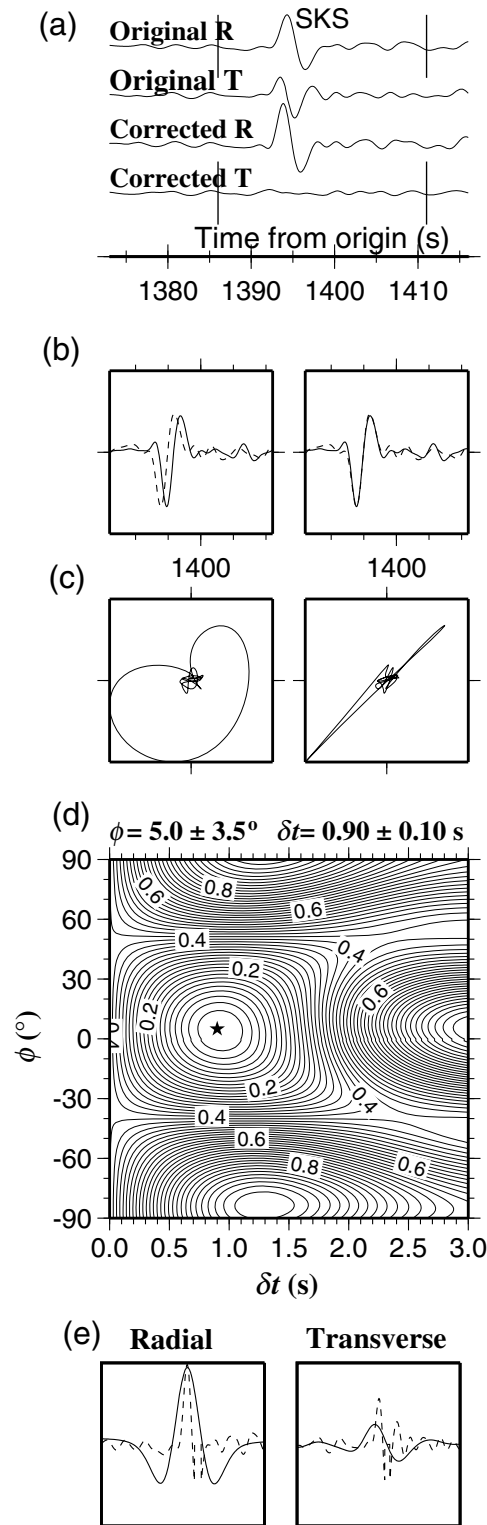 (a)
SKS
Original R
Original T
Corrected R
Corrected T
Time from origin (s)
1380 1390 1400 1410
(b)
1400 1400
(c)
(d)
ϕ = 5.0 ± 3.5° δt = 0.90 ± 0.10 s
90
60
30
0
-30
-60
-90
ϕ (°)
0.6 0.8 0.6
0.4 0.4
0.2 0.6
0.2 0.4
0.2 0.4
0.4
0.6 0.8 0.6
0.0 0.5 1.0 1.5 2.0 2.5 3.0
δt (s)
(e)
Radial Transverse